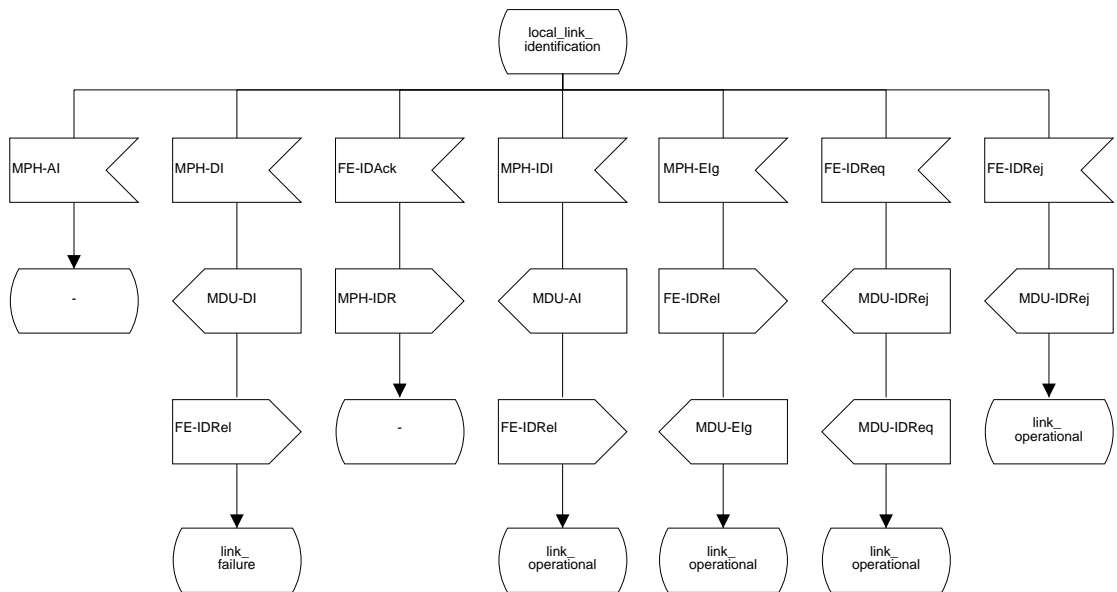 local_link_
identification
MPH-AI
MPH-DI
FE-IDAck
MPH-IDI
MPH-EIg
FE-IDReq
FE-IDRej
-
MDU-DI
MPH-IDR
MDU-AI
FE-IDRel
MDU-IDRej
MDU-IDRej
FE-IDRel
-
FE-IDRel
MDU-EIg
MDU-IDReq
link_
operational
link_
failure
link_
operational
link_
operational
link_
operational